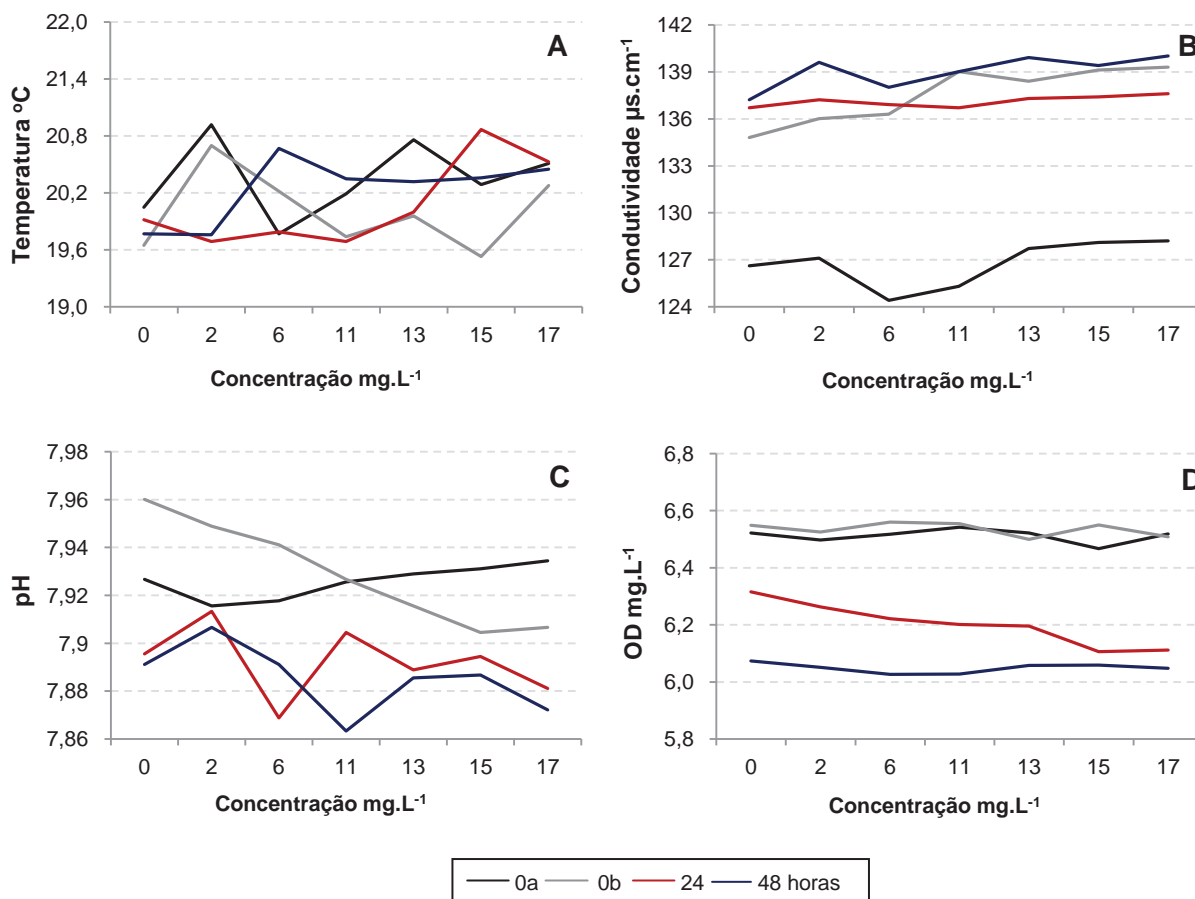 A
Temperatura ºC
22,0
21,4
20,8
20,2
19,6
19,0
0 2 6 11 13 15 17
Concentração mg.L-1
B
Condutividade µs.cm-1
142
139
136
133
130
127
124
0 2 6 11 13 15 17
Concentração mg.L-1
C
pH
7,98
7,96
7,94
7,92
7,9
7,88
7,86
0 2 6 11 13 15 17
Concentração mg.L-1
D
OD mg.L-1
6,8
6,6
6,4
6,2
6,0
5,8
0 2 6 11 13 15 17
Concentração mg.L-1
0a 0b 24 48 horas